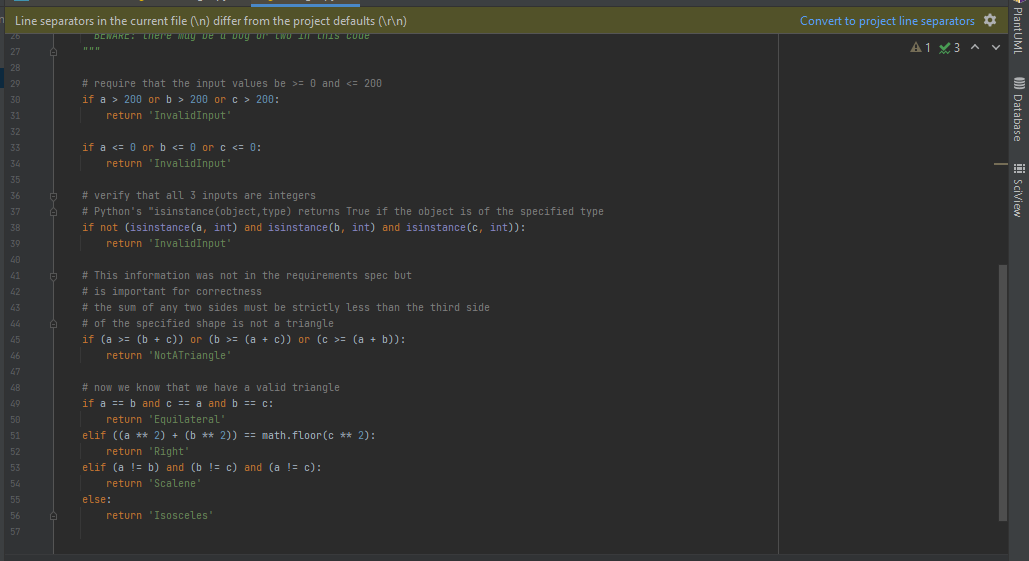 Line separators in the current file (\n) differ from the project defaults (\r\n)
Convert to project line separators
26 BEWARE: there may be a bug or two in this code
1 3
27 """
28
29 # require that the input values be >= 0 and <= 200
30 if a > 200 or b > 200 or c > 200:
31 return 'InvalidInput'
32
33 if a <= 0 or b <= 0 or c <= 0:
34 return 'InvalidInput'
35
36 # verify that all 3 inputs are integers
37 # Python's "isinstance(object,type) returns True if the object is of the specified type
38 if not (isinstance(a, int) and isinstance(b, int) and isinstance(c, int)):
39 return 'InvalidInput'
40
41 # This information was not in the requirements spec but
42 # is important for correctness
43 # the sum of any two sides must be strictly less than the third side
44 # of the specified shape is not a triangle
45 if (a >= (b + c)) or (b >= (a + c)) or (c >= (a + b)):
46 return 'NotATriangle'
47
48 # now we know that we have a valid triangle
49 if a == b and c == a and b == c:
50 return 'Equilateral'
51 elif ((a ** 2) + (b ** 2)) == math.floor(c ** 2):
52 return 'Right'
53 elif (a != b) and (b != c) and (a != c):
54 return 'Scalene'
55 else:
56 return 'Isosceles'
57
PlantUML
Database
SciView